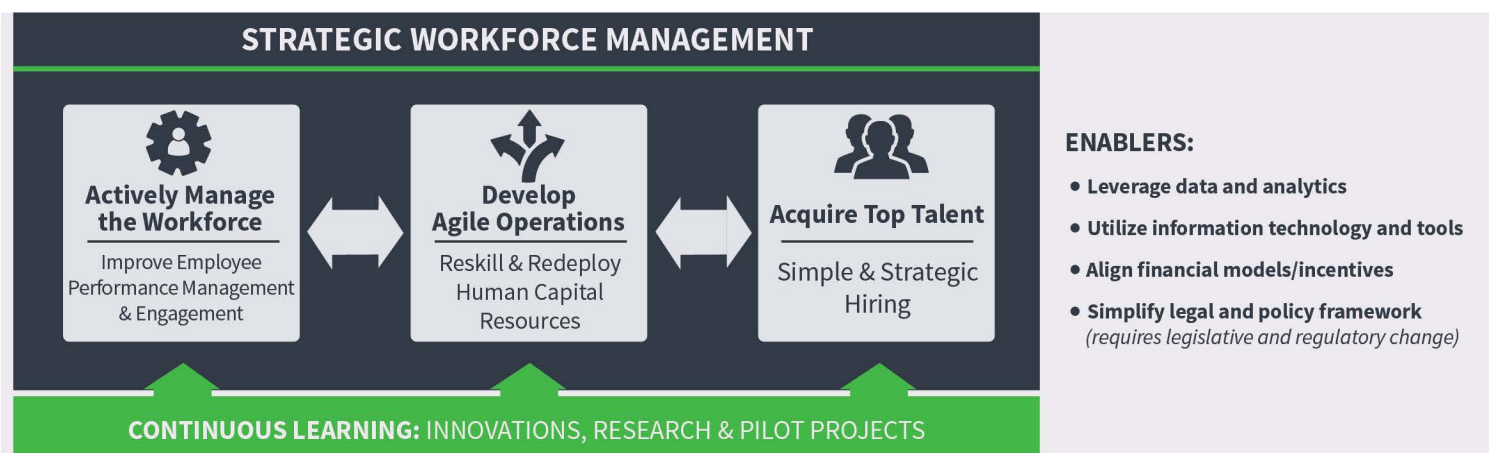 STRATEGIC WORKFORCE MANAGEMENT
Actively Manage
the Workforce
Improve Employee
Performance Management
& Engagement
Develop
Agile Operations
Reskill & Redeploy
Human Capital
Resources
Acquire Top Talent
Simple & Strategic
Hiring
CONTINUOUS LEARNING: INNOVATIONS, RESEARCH & PILOT PROJECTS
ENABLERS:
• Leverage data and analytics
• Utilize information technology and tools
• Align financial models/incentives
• Simplify legal and policy framework
(requires legislative and regulatory change)